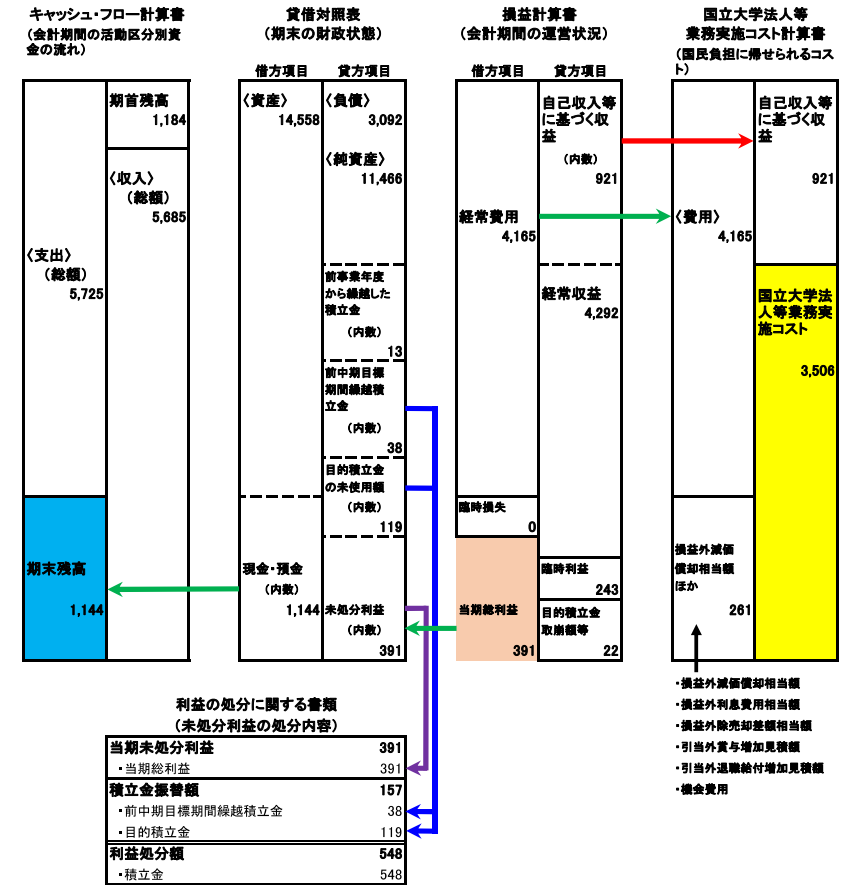 キャッシュ・フロー計算書
(会計期間の活動区分別資
金の流れ)
期首残高
1,184
〈収入〉
(総額)
5,685
〈支出〉
(総額)
5,725
期末残高
1,144
貸借対照表
(期末の財政状態)
借方項目
貸方項目
〈資産〉
14,558
〈負債〉
3,092
〈純資産〉
11,466
前事業年度
から繰越した
積立金
(内数)
13
前中期目標
期間繰越積
立金
(内数)
38
目的積立金
の未使用額
(内数)
119
現金・預金
(内数)
1,144
未処分利益
(内数)
391
損益計算書
(会計期間の運営状況)
借方項目
貸方項目
自己収入等
に基づく収
益
(内数)
921
経常費用
4,165
経常収益
4,292
臨時損失
0
臨時利益
243
当期総利益
391
目的積立金
取崩額等
22
国立大学法人等
業務実施コスト計算書
(国民負担に帰せられるコス
ト)
自己収入等
に基づく収
益
921
〈費用〉
4,165
国立大学法
人等業務実
施コスト
3,506
損益外減価
償却相当額
ほか
261
・損益外減価償却相当額
・損益外利息費用相当額
・損益外除売却差額相当額
・引当外賞与増加見積額
・引当外退職給付増加見積額
・機会費用
利益の処分に関する書類
(未処分利益の処分内容)
当期未処分利益 391
・当期総利益 391
積立金振替額 157
・前中期目標期間繰越積立金 38
・目的積立金 119
利益処分額 548
・積立金 548